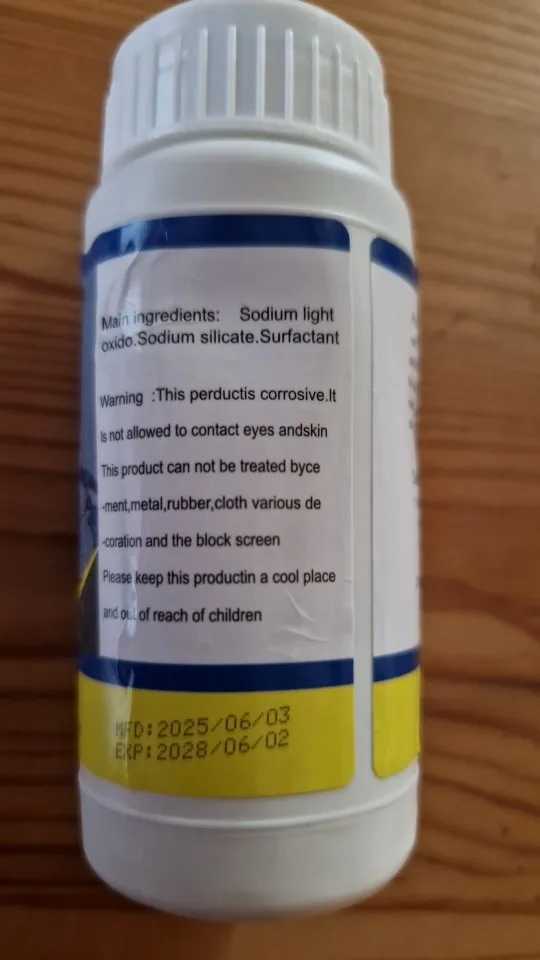 Main ingredients: Sodium light
oxido.Sodium silicate.Surfactant
Warning :This perductis corrosive.It
Is not allowed to contact eyes andskin
This product can not be treated byce
-ment,metal,rubber,cloth various de
-coration and the block screen
Please keep this productin a cool place
and out of reach of children
MFD:2025/06/03
EXP:2028/06/02